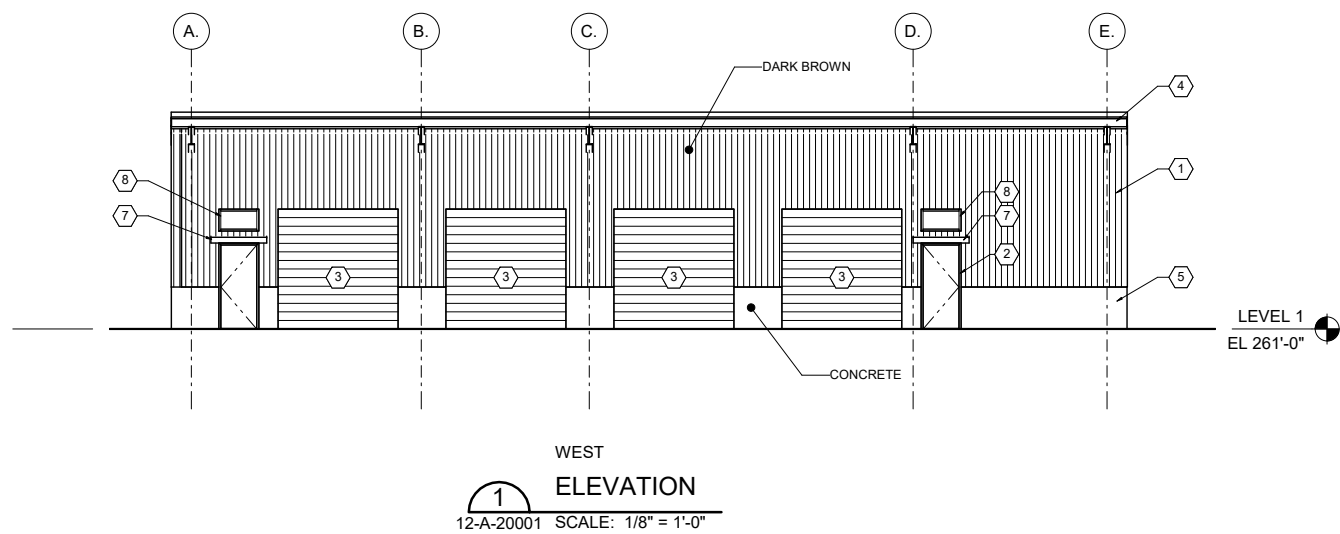 A. B. C. D. E.
DARK BROWN
4
1
8 8
7 7
2
3 3 3 3
5
LEVEL 1
EL 261'-0"
CONCRETE
WEST
ELEVATION
1
12-A-20001 SCALE: 1/8" = 1'-0"